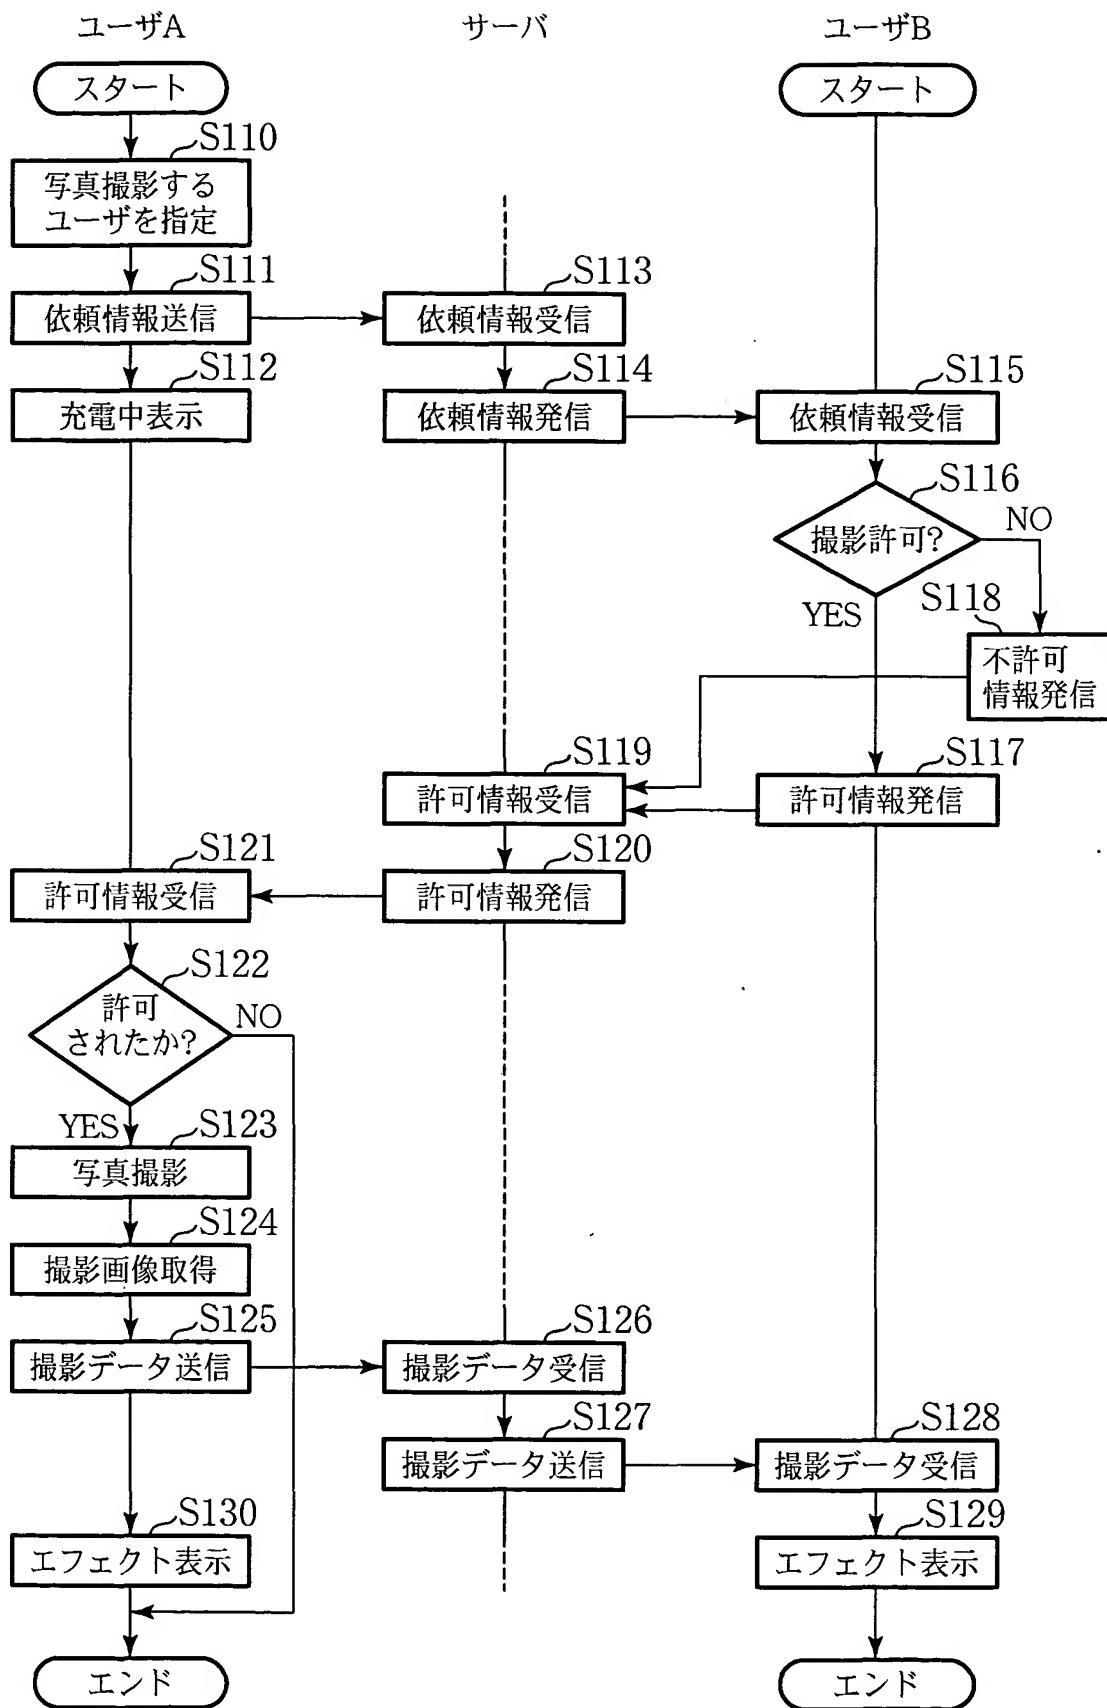 ユーザA
サーバ
ユーザB
スタート
スタート
S110
写真撮影する
ユーザを指定
S111
依頼情報送信
S113
依頼情報受信
S112
充電中表示
S114
依頼情報発信
S115
依頼情報受信
S116
撮影許可?
NO
YES
S118
不許可
情報発信
S119
許可情報受信
S117
許可情報発信
S121
許可情報受信
S120
許可情報発信
S122
許可
されたか?
NO
YES
S123
写真撮影
S124
撮影画像取得
S125
撮影データ送信
S126
撮影データ受信
S127
撮影データ送信
S128
撮影データ受信
S130
エフェクト表示
S129
エフェクト表示
エンド
エンド